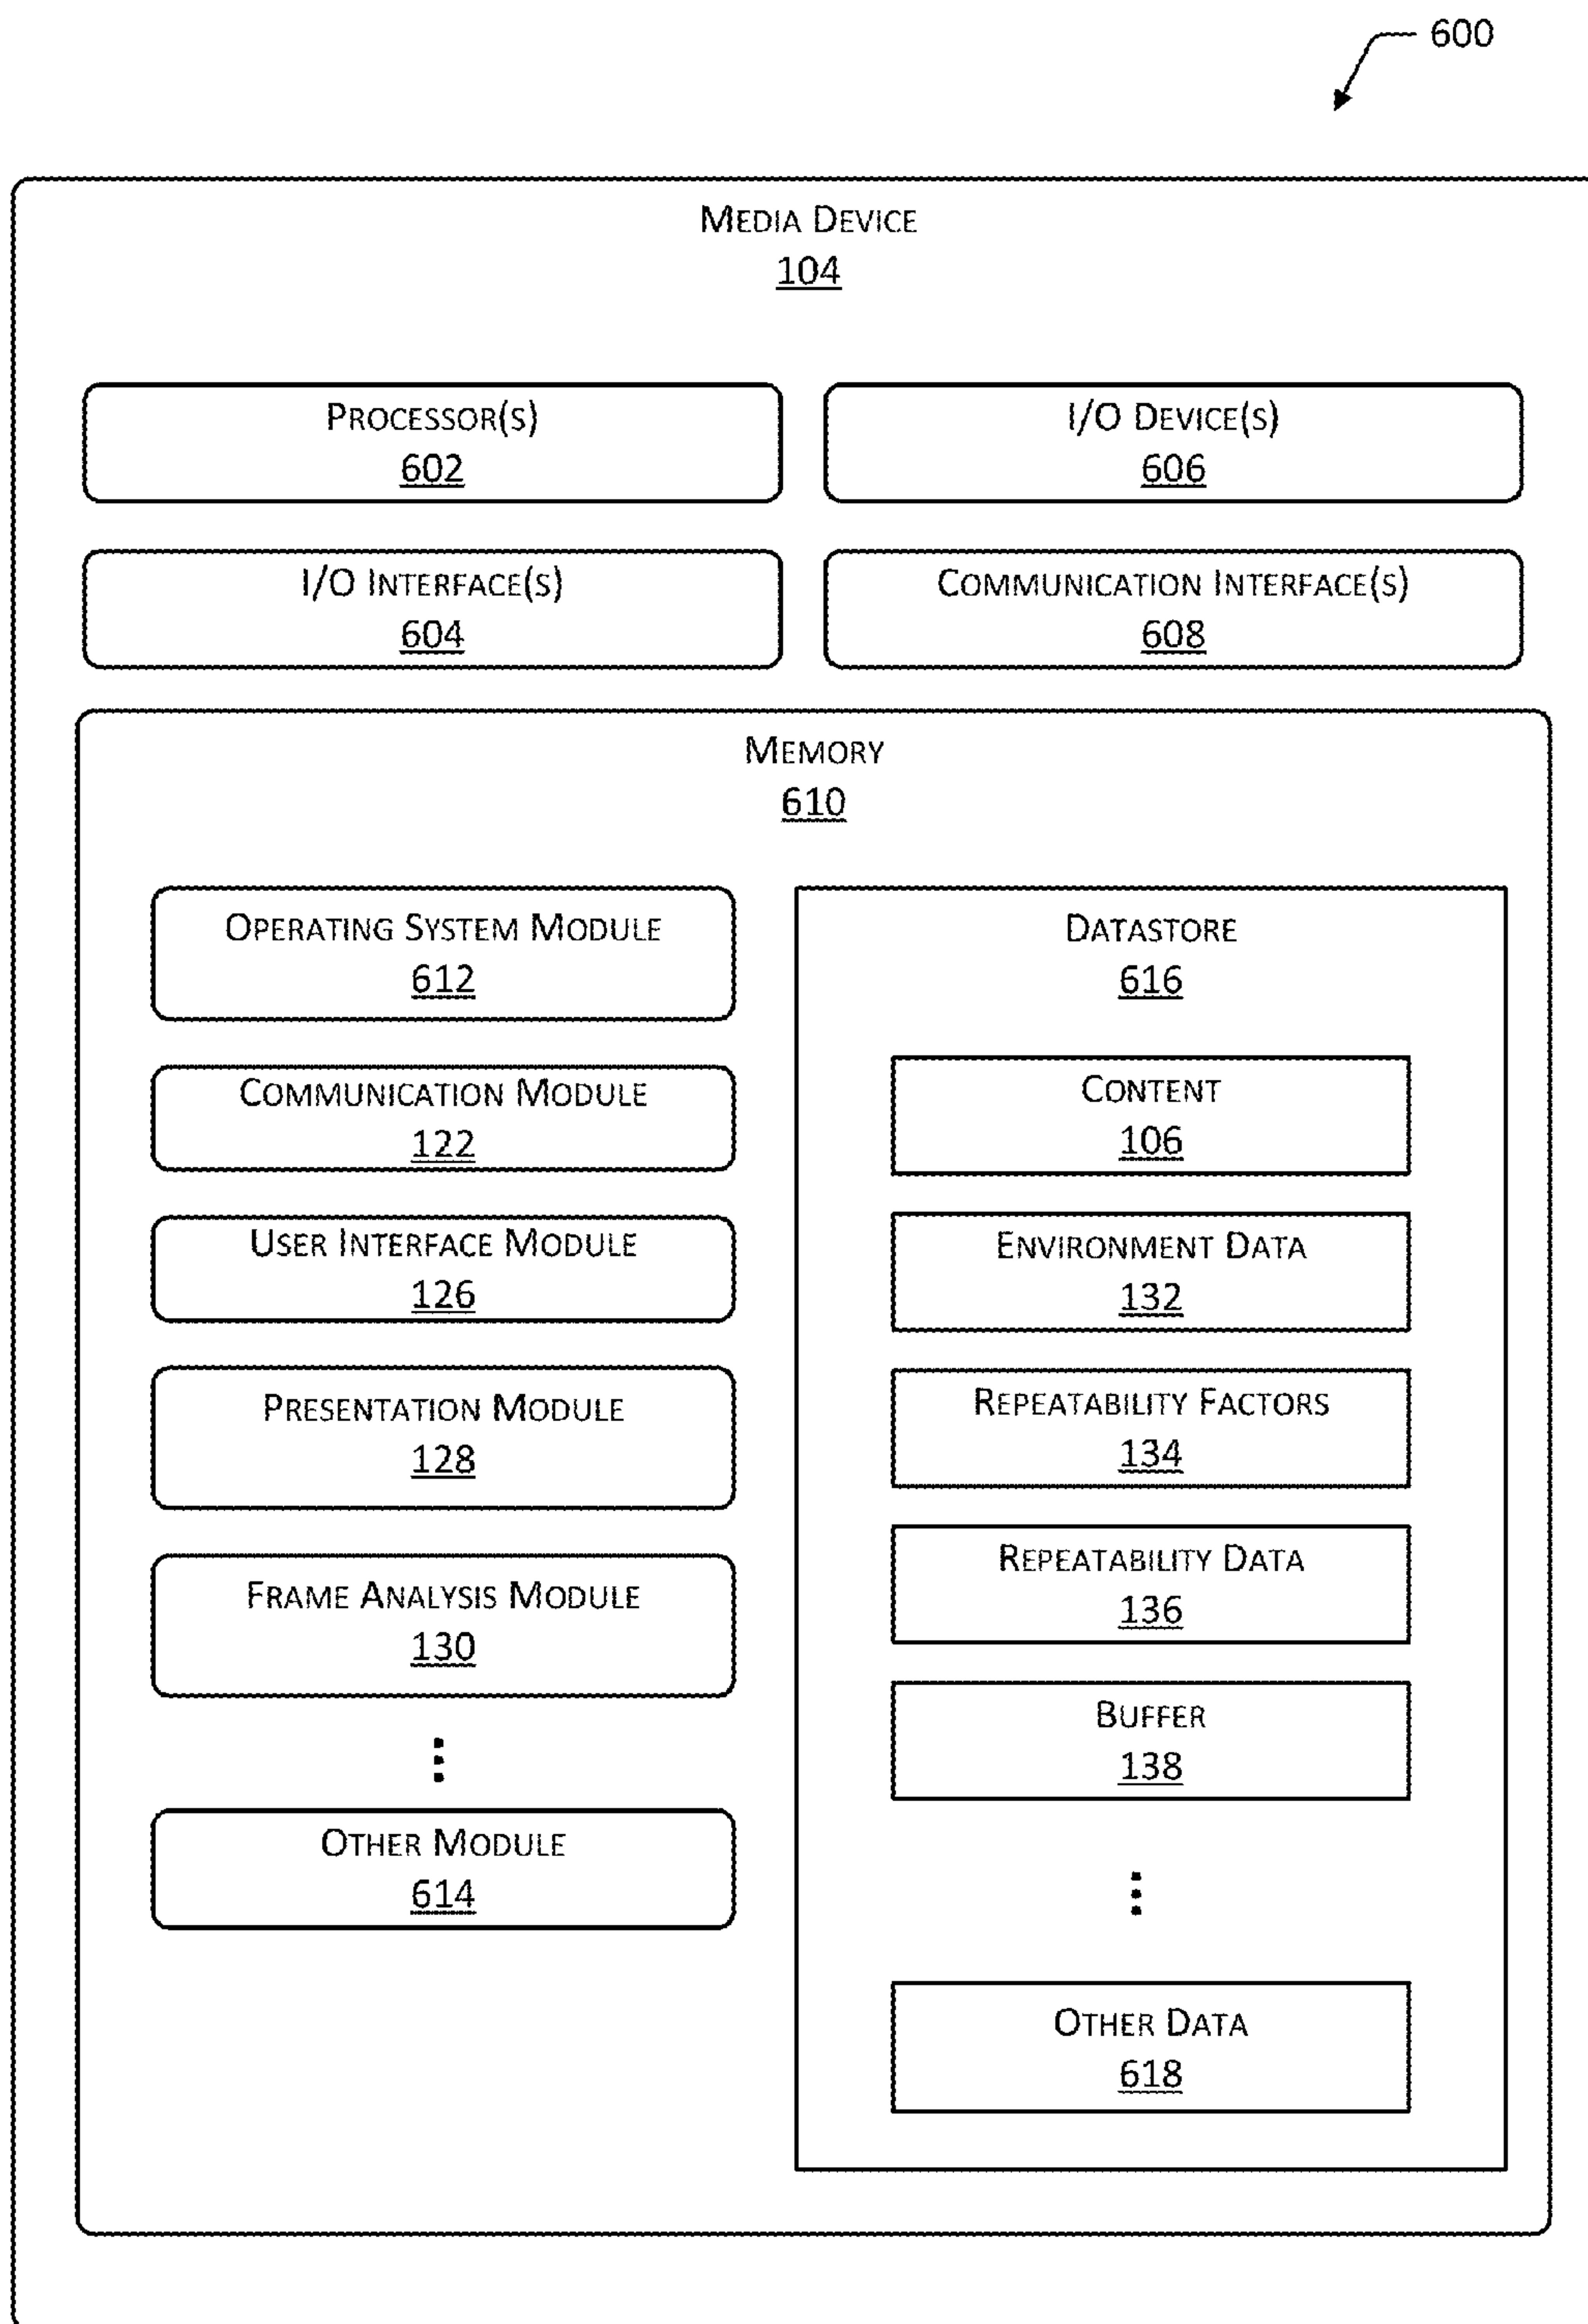 600
MEDIA DEVICE
104
PROCESSOR(S)
602
I/O DEVICE(S)
606
I/O INTERFACE(S)
604
COMMUNICATION INTERFACE(S)
608
MEMORY
610
OPERATING SYSTEM MODULE
612
COMMUNICATION MODULE
122
USER INTERFACE MODULE
126
PRESENTATION MODULE
128
FRAME ANALYSIS MODULE
130
OTHER MODULE
614
DATASTORE
616
CONTENT
106
ENVIRONMENT DATA
132
REPEATABILITY FACTORS
134
REPEATABILITY DATA
136
BUFFER
138
OTHER DATA
618